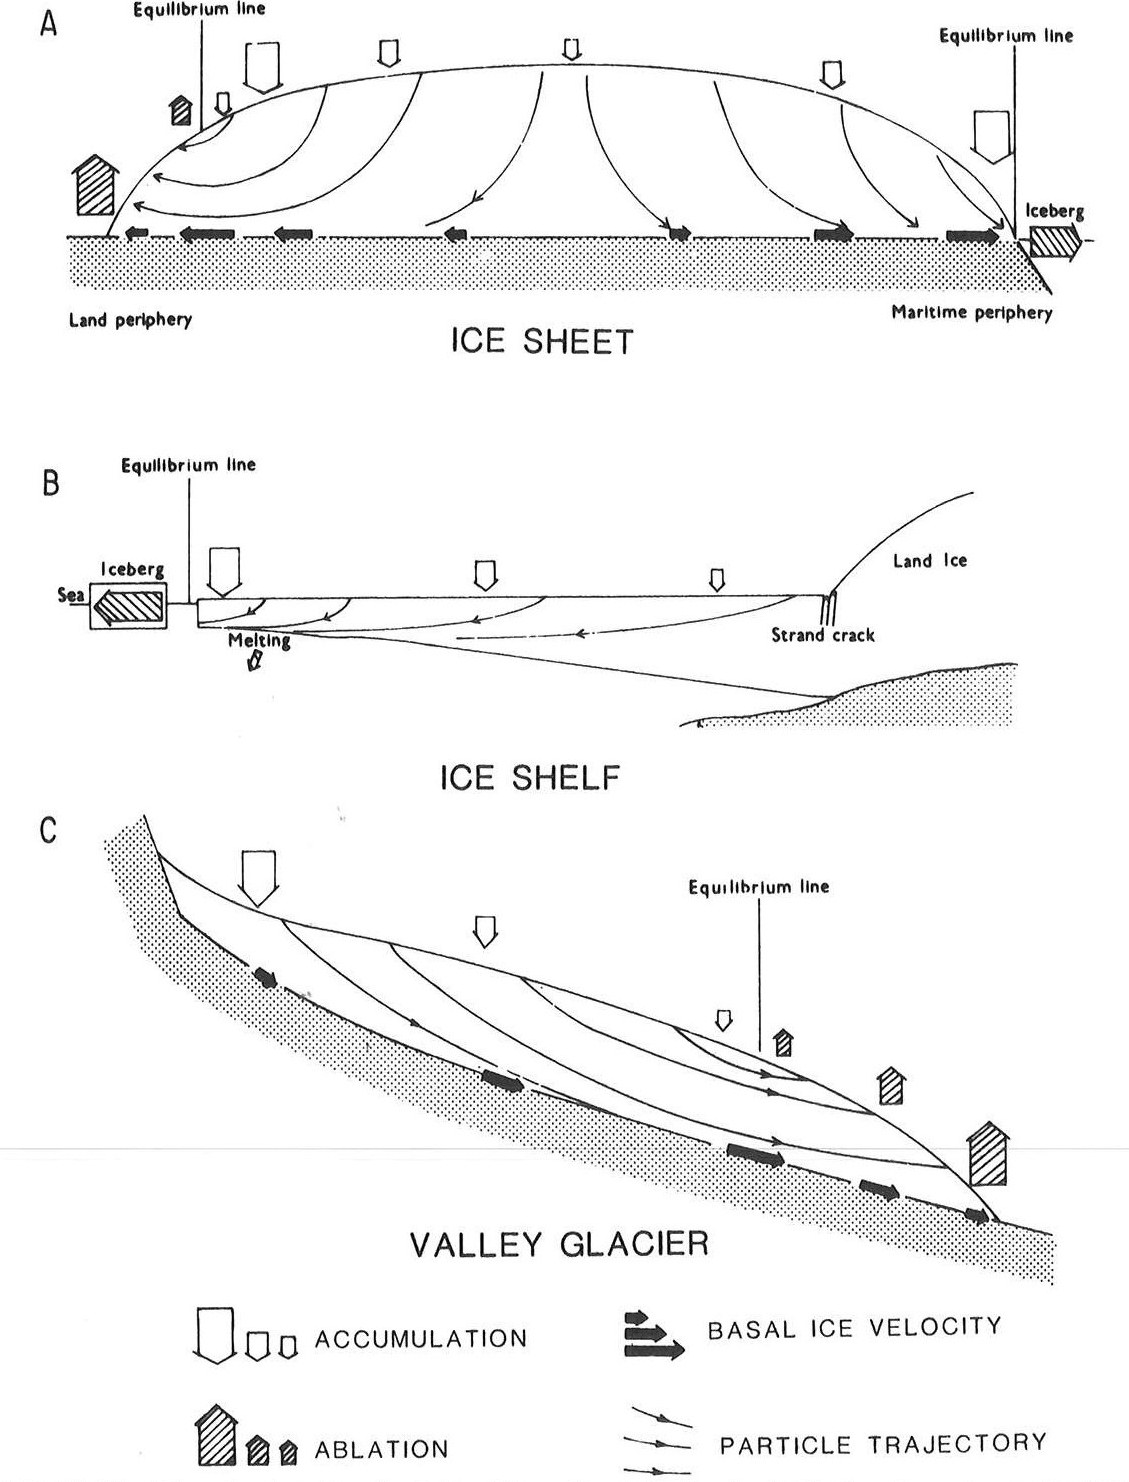 A
Equilibrium line
Equilibrium line
Iceberg
Land periphery
Maritime periphery
ICE SHEET
B
Equilibrium line
Iceberg
Sea
Land Ice
Melting
Strand crack
ICE SHELF
C
Equilibrium line
VALLEY GLACIER
ACCUMULATION
BASAL ICE VELOCITY
ABLATION
PARTICLE TRAJECTORY